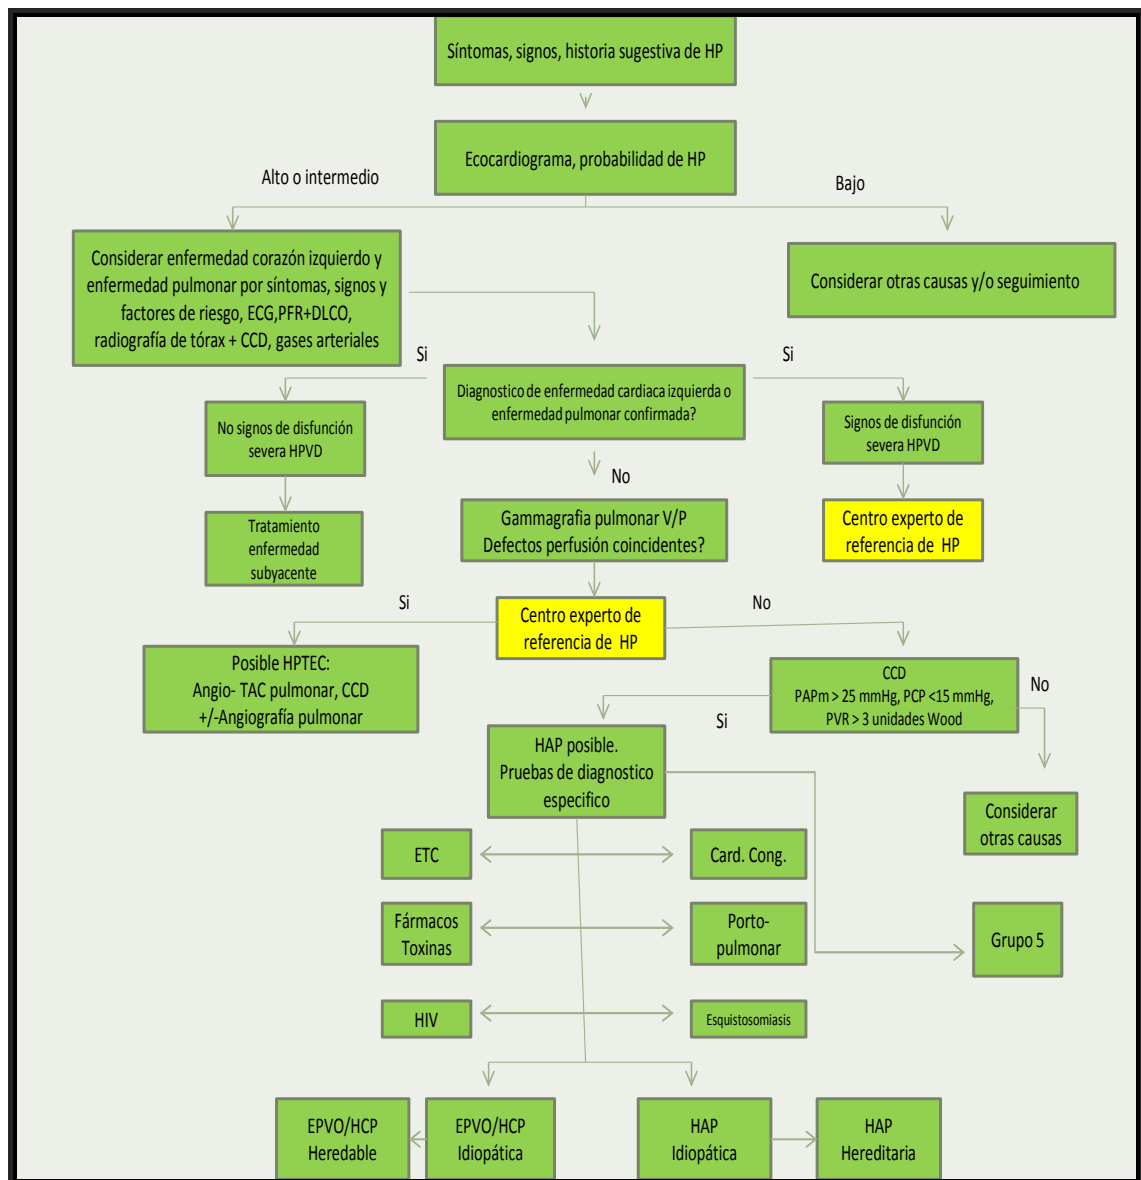 Síntomas, signos, historia sugestiva de HP
Ecocardiograma, probabilidad de HP
Alto o intermedio
Bajo
Considerar enfermedad corazón izquierdo y
enfermedad pulmonar por síntomas, signos y
factores de riesgo, ECG,PFR+DLCO,
radiografía de tórax + CCD, gases arteriales
Considerar otras causas y/o seguimiento
Si
Si
Diagnostico de enfermedad cardiaca izquierda o
enfermedad pulmonar confirmada?
No signos de disfunción
severa HPVD
Signos de disfunción
severa HPVD
No
Tratamiento
enfermedad
subyacente
Gammagrafia pulmonar V/P
Defectos perfusión coincidentes?
Centro experto de
referencia de HP
Si
Centro experto de
referencia de HP
No
Posible HPTEC:
Angio- TAC pulmonar, CCD
+/-Angiografía pulmonar
CCD
PAPm > 25 mmHg, PCP <15 mmHg,
PVR > 3 unidades Wood
No
Si
HAP posible.
Pruebas de diagnostico
especifico
Considerar
otras causas
ETC
Card. Cong.
Fármacos
Toxinas
Porto-
pulmonar
Grupo 5
HIV
Esquistosomiasis
EPVO/HCP
Heredable
EPVO/HCP
Idiopática
HAP
Idiopática
HAP
Hereditaria